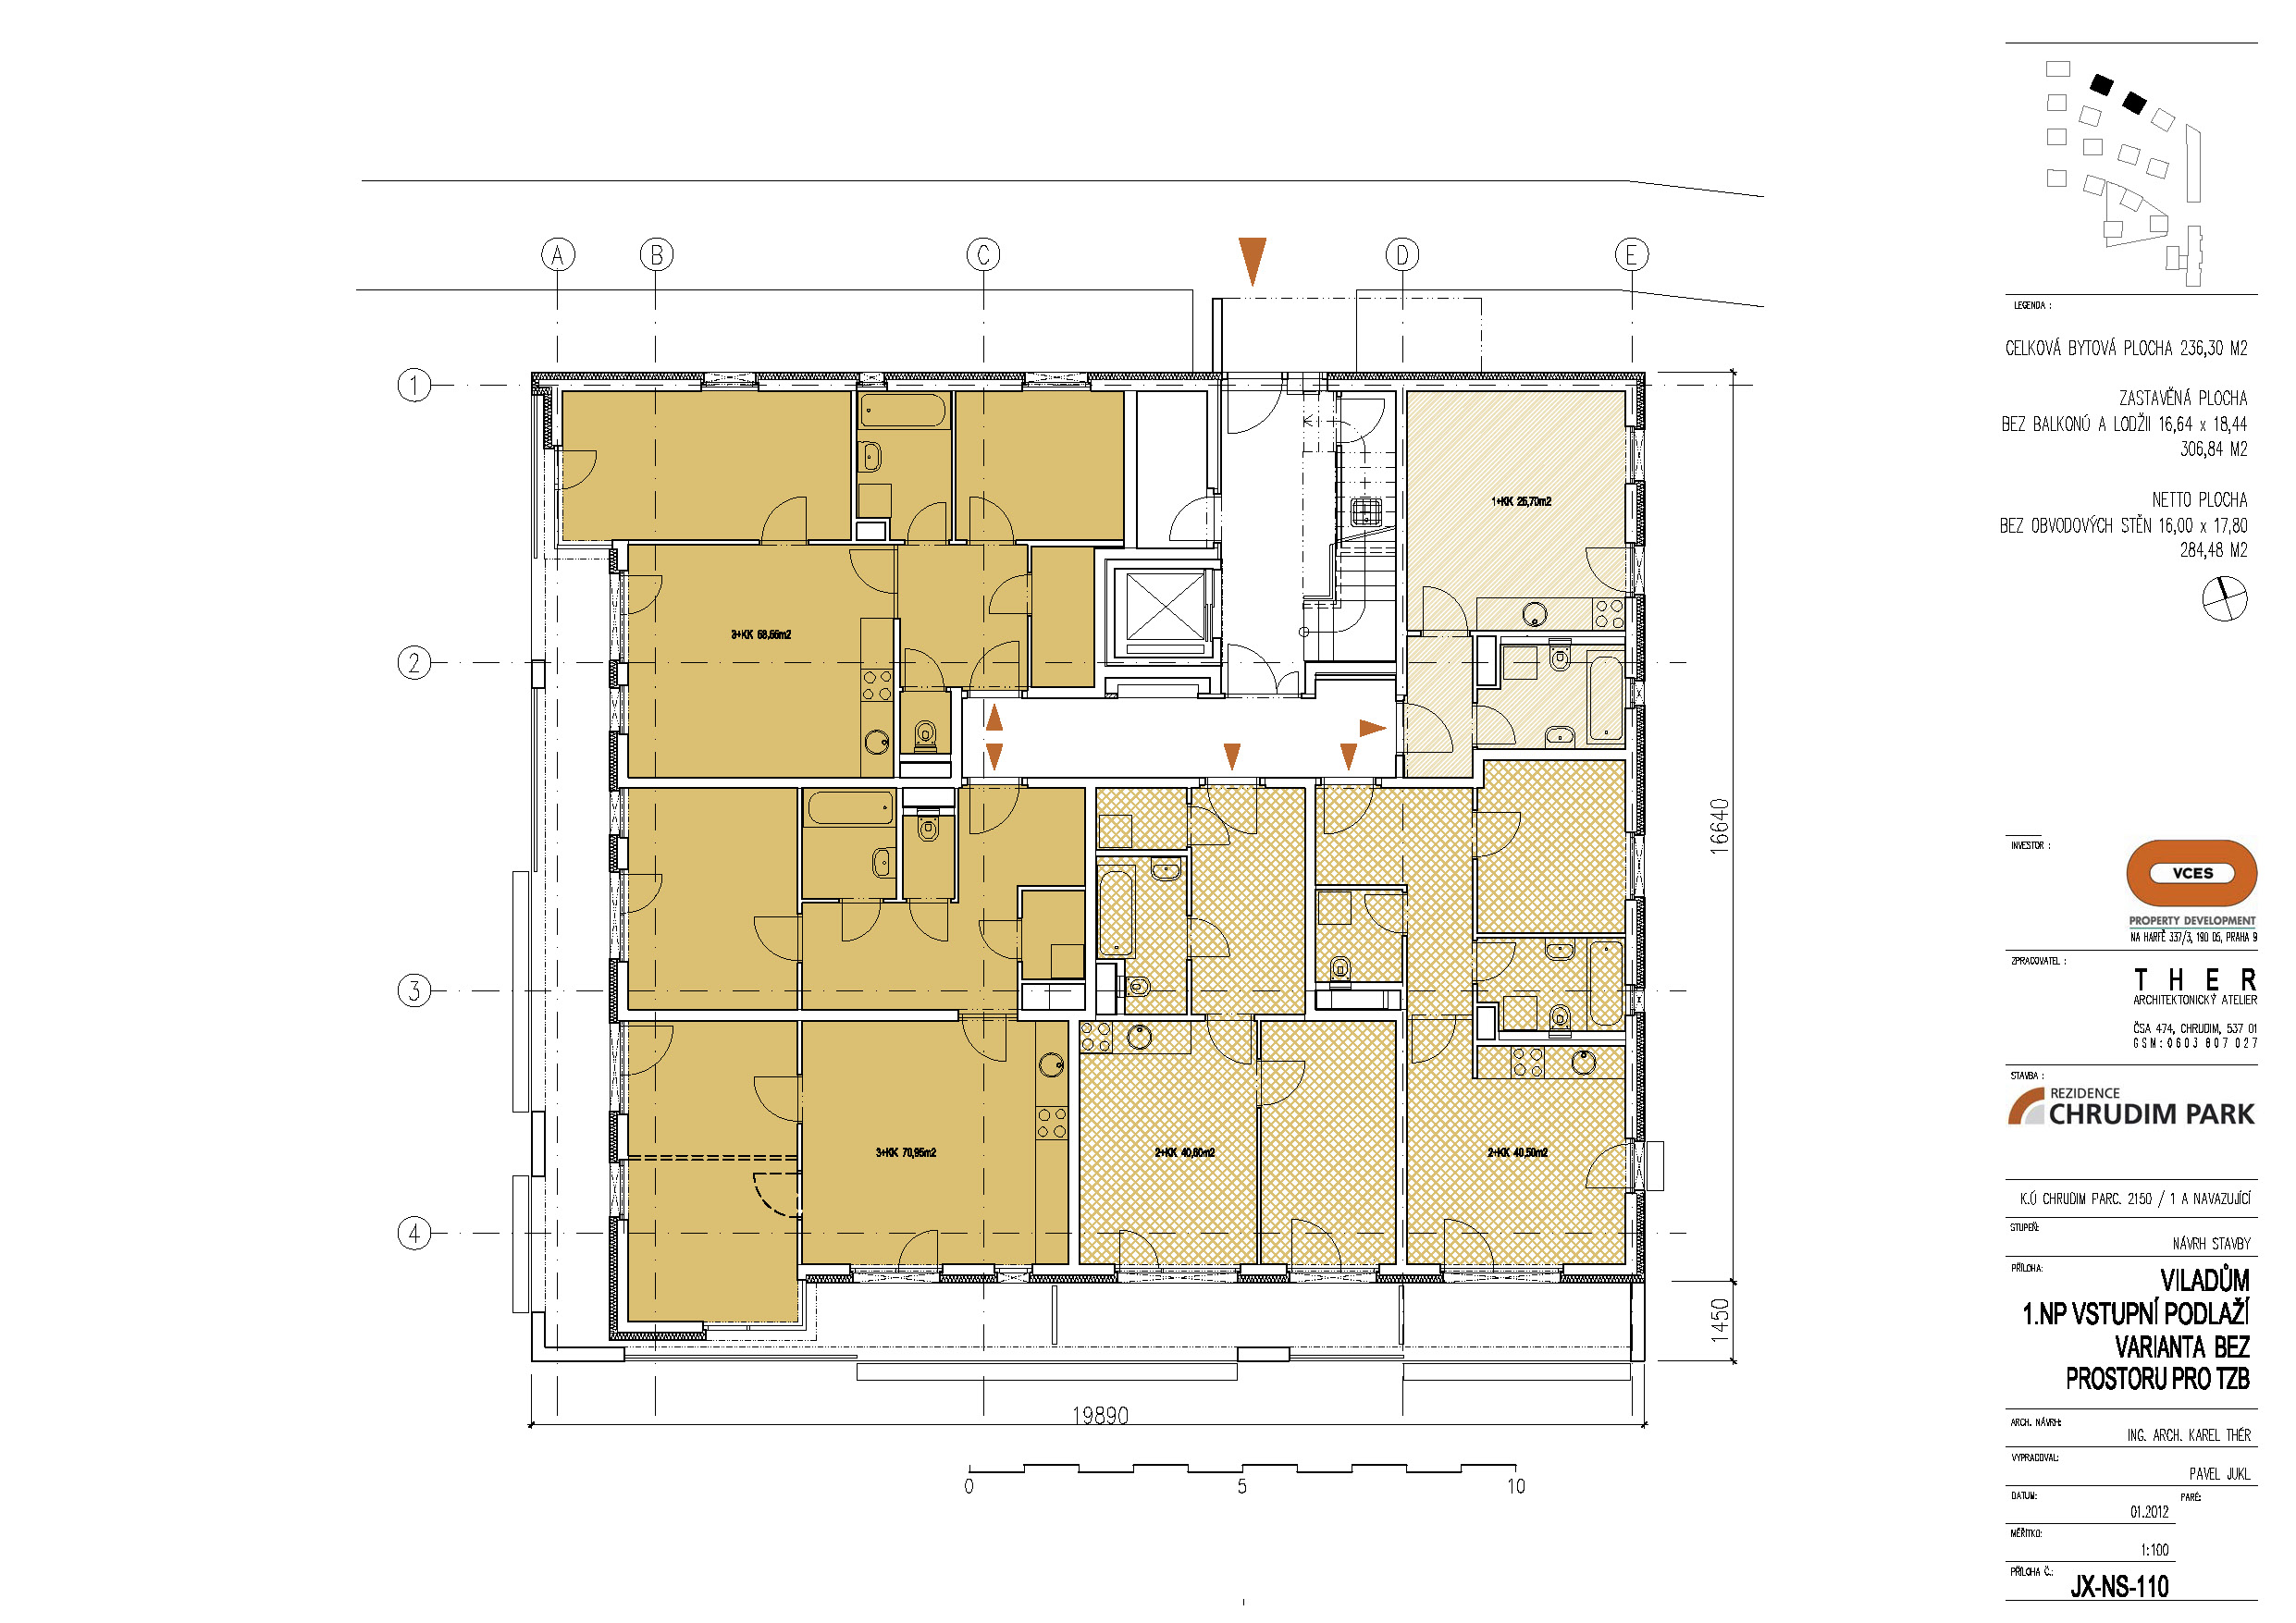 A
B
C
D
E
1
2
3
4
3+KK 68,66m2
1+KK 26,70m2
3+KK 70,95m2
2+KK 40,60m2
2+KK 40,50m2
16640
1450
19890
0
5
10
LEGENDA :
CELKOVÁ BYTOVÁ PLOCHA 236,30 M2
ZASTAVĚNÁ PLOCHA
BEZ BALKONŮ A LODŽII 16,64 x 18,44
306,84 M2
NETTO PLOCHA
BEZ OBVODOVÝCH STĚN 16,00 x 17,80
284,48 M2
INVESTOR :
VCES
PROPERTY DEVELOPMENT
NA HARFĚ 337/3, 190 05, PRAHA 9
ZPRACOVATEL :
THER
ARCHITEKTONICKÝ ATELIER
ČSA 474, CHRUDIM, 537 01
GSM:0603 807 027
STAVBA :
REZIDENCE
CHRUDIM PARK
K.Ú CHRUDIM PARC. 2150 / 1 A NAVAZUJÍCÍ
STUPEŇ:
NÁVRH STAVBY
PŘÍLOHA:
VILADŮM
1.NP VSTUPNÍ PODLAŽÍ
VARIANTA BEZ
PROSTORU PRO TZB
ARCH. NÁVRH:
ING. ARCH. KAREL THÉR
VYPRACOVAL:
PAVEL JUKL
DATUM:
PARÉ:
01.2012
MĚŘÍTKO:
1:100
PŘÍLOHA Č.:
JX-NS-110